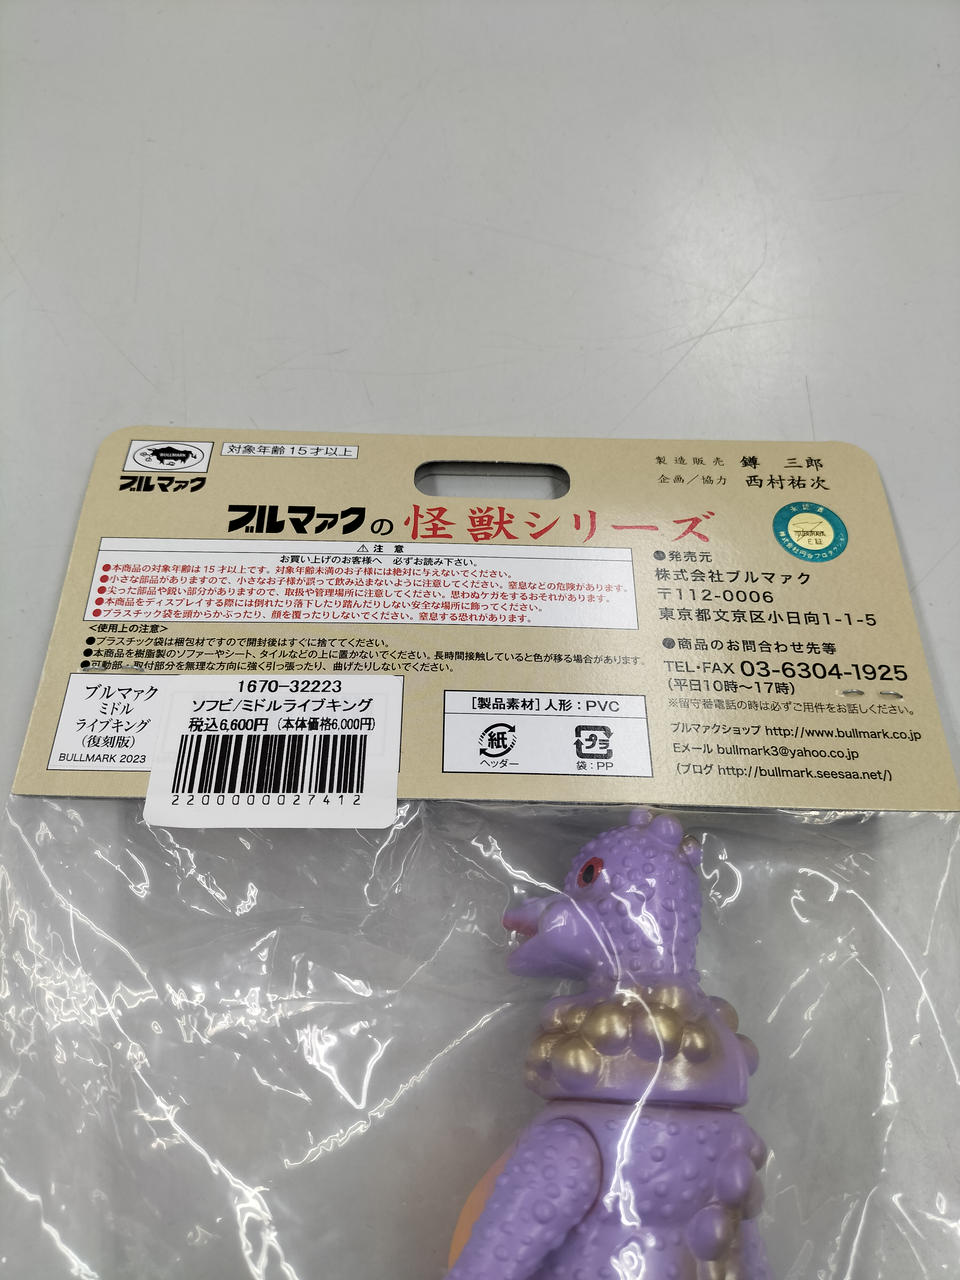 BULLMARK
ブルマァク
対象年齢15才以上
製造販売 鐏 三郎
企画／協力 西村祐次
ブルマァクの怪獣シリーズ
⚠注 意
お買い上げのお客様へ 必ずお読み下さい。
●本商品の対象年齢は15才以上です。対象年齢未満のお子様には絶対に与えないでください。
●小さな部品がありますので、小さなお子様が誤って飲み込まないように注意してください。窒息などの危険があります。
●尖った部品や鋭い部分がありますので、取扱や管理場所に注意してください。思わぬケガをするおそれがあります。
●本商品をディスプレイする際には倒れたり落下したり踏んだりしない安全な場所に飾ってください。
●プラスチック袋を頭からかぶったり、顔を覆ったりしないでください。窒息する恐れがあります。
<使用上の注意>
●プラスチック袋は梱包材ですので開封後はすぐに捨ててください。
●本商品を樹脂製のソファーやシート、タイルなどの上に置かないでください。長時間接触していると色が移る場合があります。
●可動部・取付部分を無理な方向に強く引っ張ったり、曲げたりしないでください。
ブルマァク
ミドル
ライブキング
(復刻版)
BULLMARK 2023
1670-32223
ソフビ/ミドルライブキング
税込6,600円 (本体価格6,000円)
2200000027412
[製品素材] 人形：PVC
紙
ヘッダー
プラ
袋：PP
●発売元
株式会社ブルマァク
〒112-0006
東京都文京区小日向1-1-5
●商品のお問合わせ先等
TEL・FAX 03-6304-1925
(平日10時～17時)
※留守番電話の時は必ずご用件をお話しください。
ブルマァクショップ http://www.bullmark.co.jp
Eメール bullmark3@yahoo.co.jp
(ブログ http://bullmark.seesaa.net/)